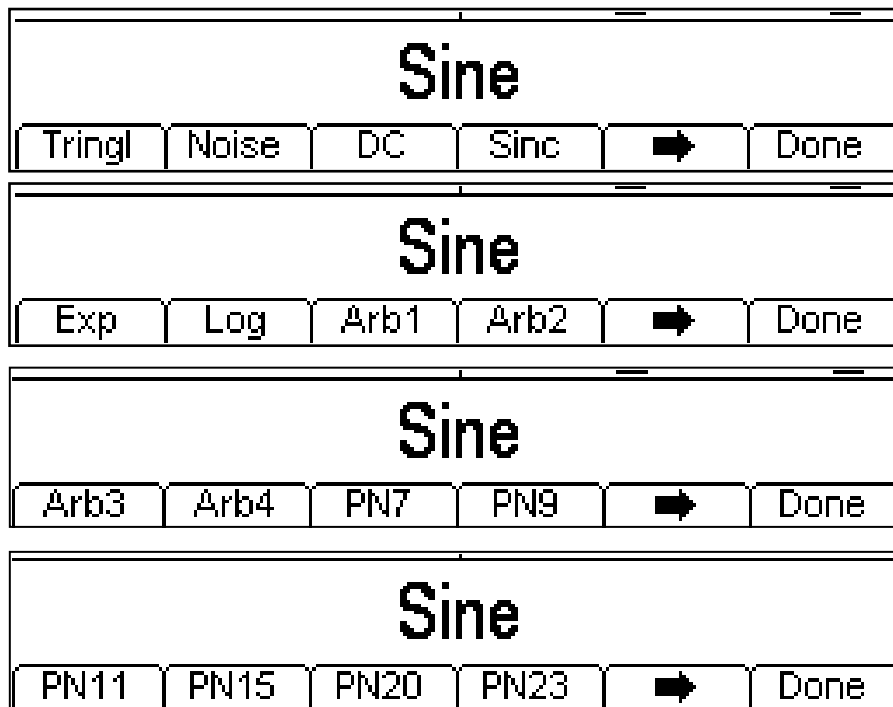 Sine
Tringl Noise DC Sinc Done
Sine
Exp Log Arb1 Arb2 Done
Sine
Arb3 Arb4 PN7 PN9 Done
Sine
PN11 PN15 PN20 PN23 Done